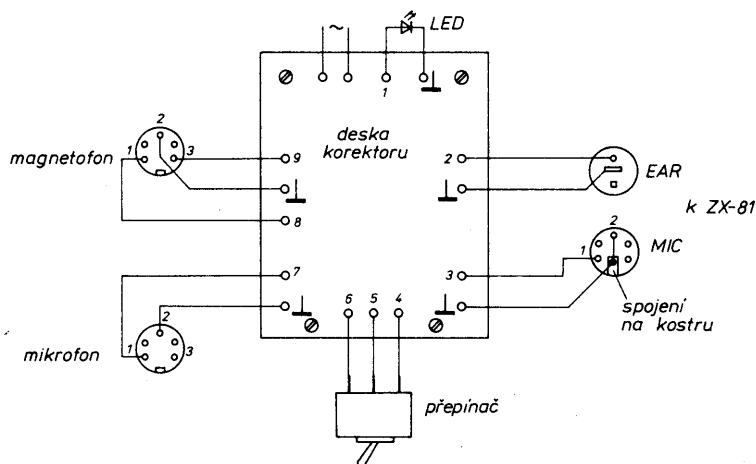 ~
LED
1
2
1
3
magnetofon
9
deska
korektoru
2
EAR
8
k ZX-81
2
1
MIC
7
3
spojení
na kostru
6
5
4
2
1
3
mikrofon
přepínač